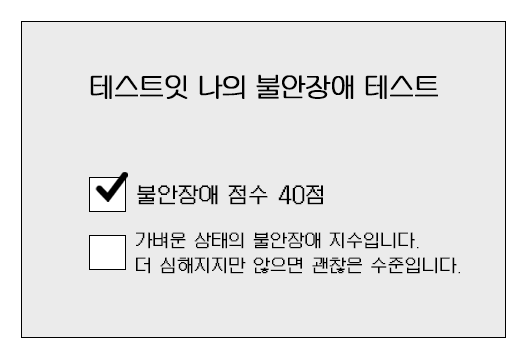 테스트잇 나의 불안장애 테스트
불안장애 점수 40점
가벼운 상태의 불안장애 지수입니다.
더 심해지지만 않으면 괜찮은 수준입니다.